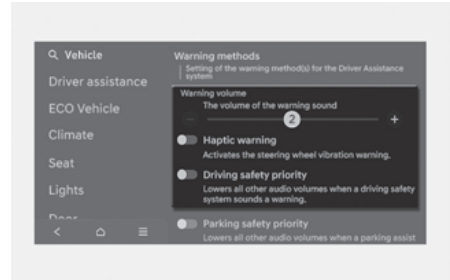 Vehicle
Driver assistance
ECO Vehicle
Climate
Seat
Lights
Door
Warning methods
Setting of the warning method(s) for the Driver Assistance
system
Warning volume
The volume of the warning sound
2
Haptic warning
Activates the steering wheel vibration warning.
Driving safety priority
Lowers all other audio volumes when a driving safety
system sounds a warning.
Parking safety priority
Lowers all other audio volumes when a parking assist